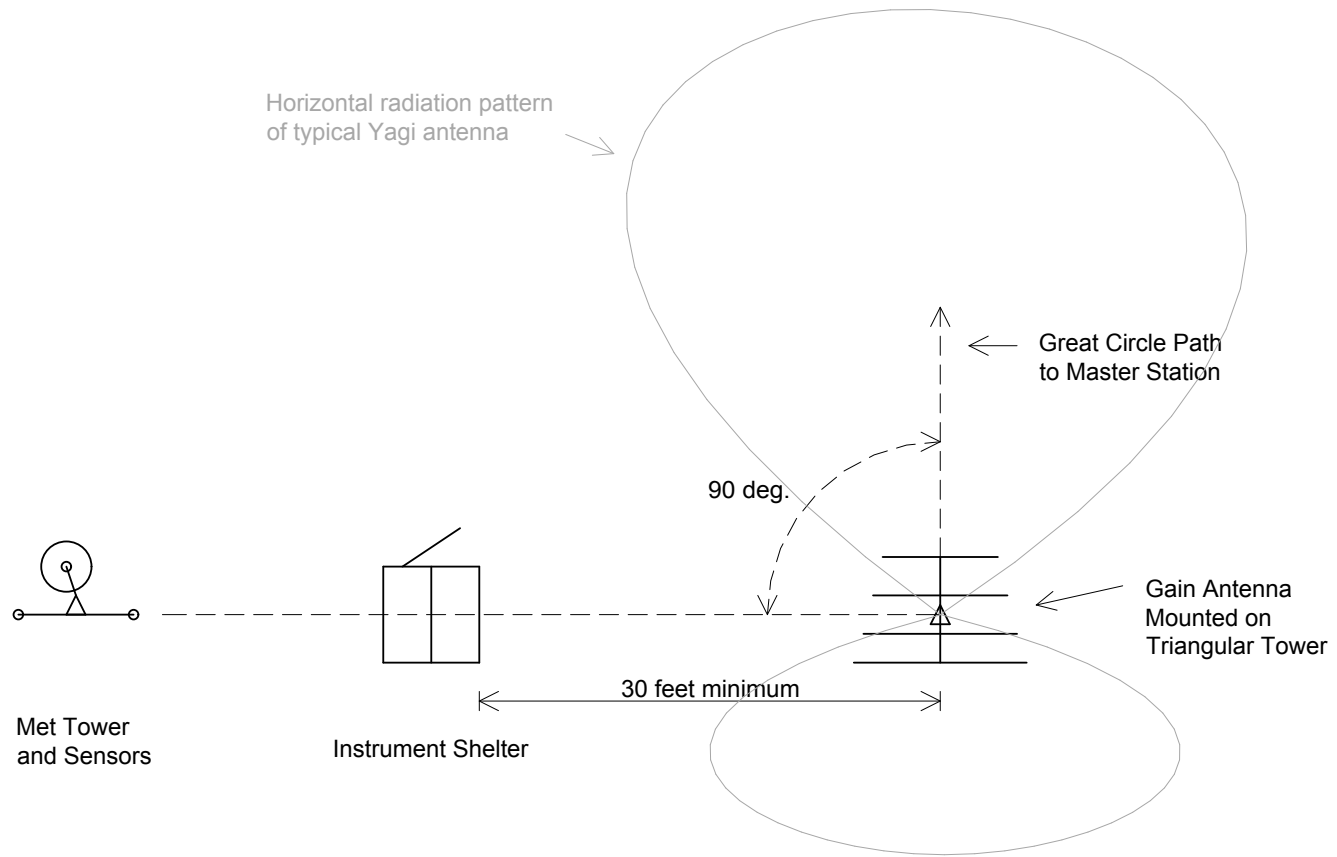 Horizontal radiation pattern
of typical Yagi antenna
Great Circle Path
to Master Station
90 deg.
Gain Antenna
Mounted on
Triangular Tower
30 feet minimum
Met Tower
and Sensors
Instrument Shelter